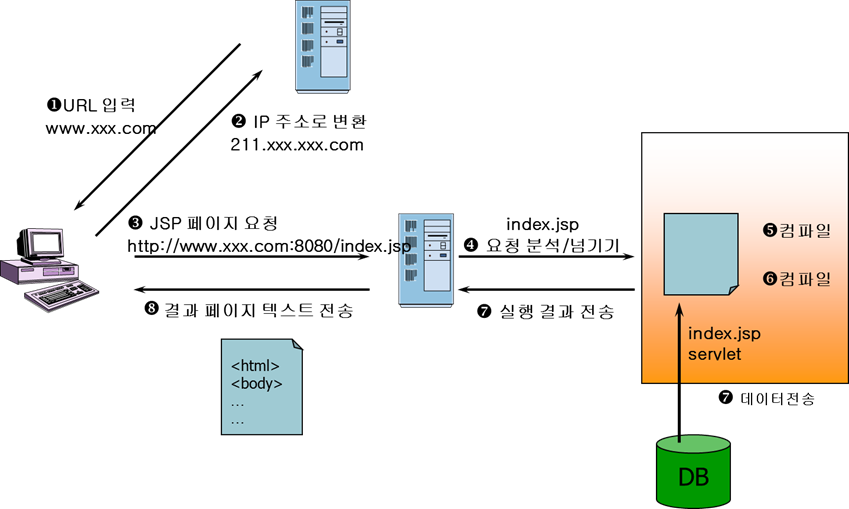 ❶URL 입력
www.xxx.com
❷ IP 주소로 변환
211.xxx.xxx.com
❸ JSP 페이지 요청
http://www.xxx.com:8080/index.jsp
index.jsp
❹ 요청 분석/넘기기
❺컴파일
❻컴파일
❽ 결과 페이지 텍스트 전송
❼ 실행 결과 전송
index.jsp
servlet
<html>
<body>
...
...
❼ 데이터전송
DB